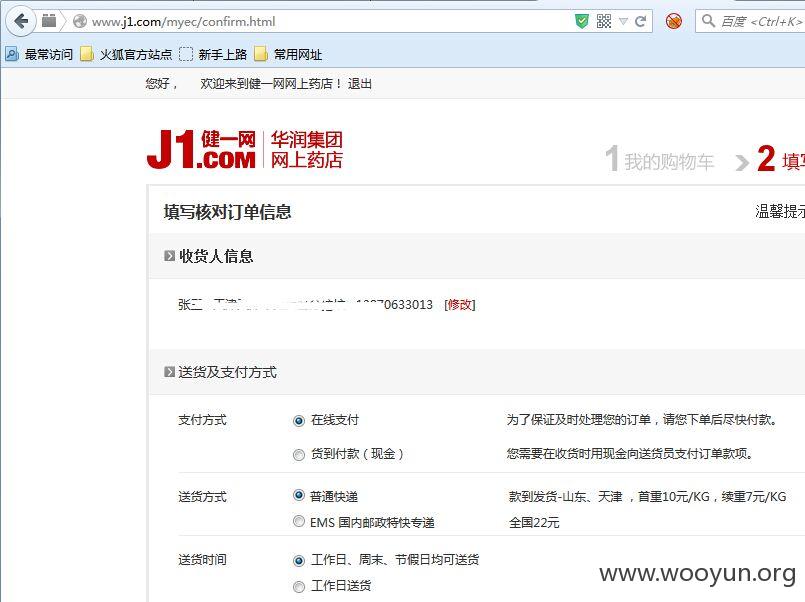 www.j1.com/myec/confirm.html
百度 <Ctrl+K>
最常访问 火狐官方站点 新手上路 常用网址
您好， 欢迎来到健一网网上药店！ 退出
J1.COM 健一网 华润集团 网上药店
1 我的购物车 2 填写
填写核对订单信息 温馨提示
收货人信息
张 70633013 [修改]
送货及支付方式
支付方式 在线支付 为了保证及时处理您的订单，请您下单后尽快付款。
货到付款（现金） 您需要在收货时用现金向送货员支付订单款项。
送货方式 普通快递 款到发货-山东、天津 ，首重10元/KG，续重7元/KG
EMS 国内邮政特快专递 全国22元
送货时间 工作日、周末、节假日均可送货
工作日送货
www.wooyun.org